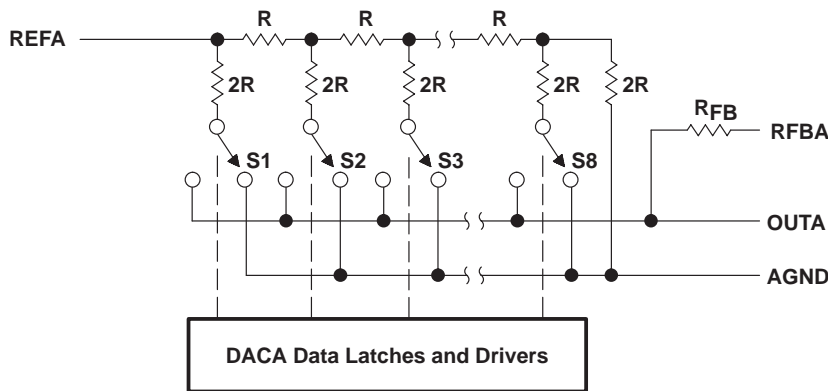 R R R
REFA
2R 2R 2R 2R 2R
RFB
RFBA
S1 S2 S3 S8
OUTA
AGND
DACA Data Latches and Drivers